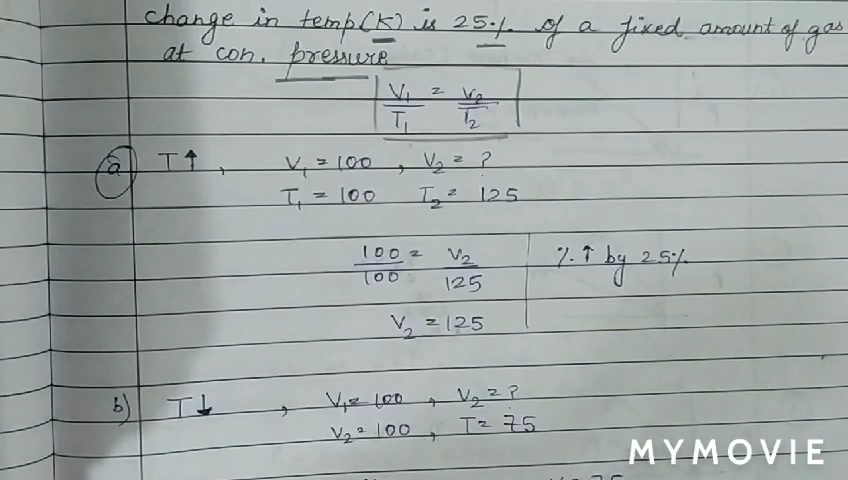 change in temp(K) is 25% of a fixed amount of gas
at con. pressure
V₁/T₁ = V₂/T₂
a) T↑, V₁ = 100, V₂ = ?
T₁ = 100 T₂ = 125
100/100 = V₂/125 %↑ by 25%
V₂ = 125
b) T↓, V₁ = 100, V₂ = ?
V₂ = 100, T = 75
MYMOVIE